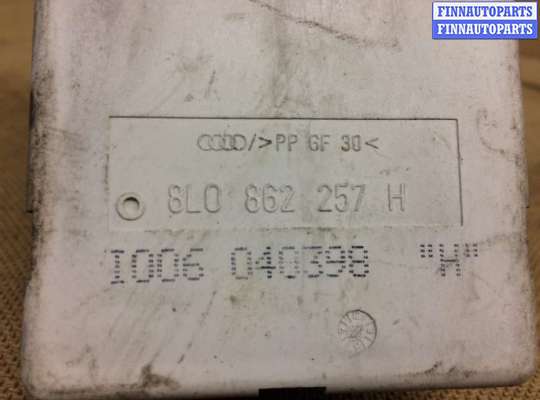 FINNAUTOPARTS
FINNAUTOPARTS
/>PP GF 30<
8L0 862 257 H
I006 040398 "H"